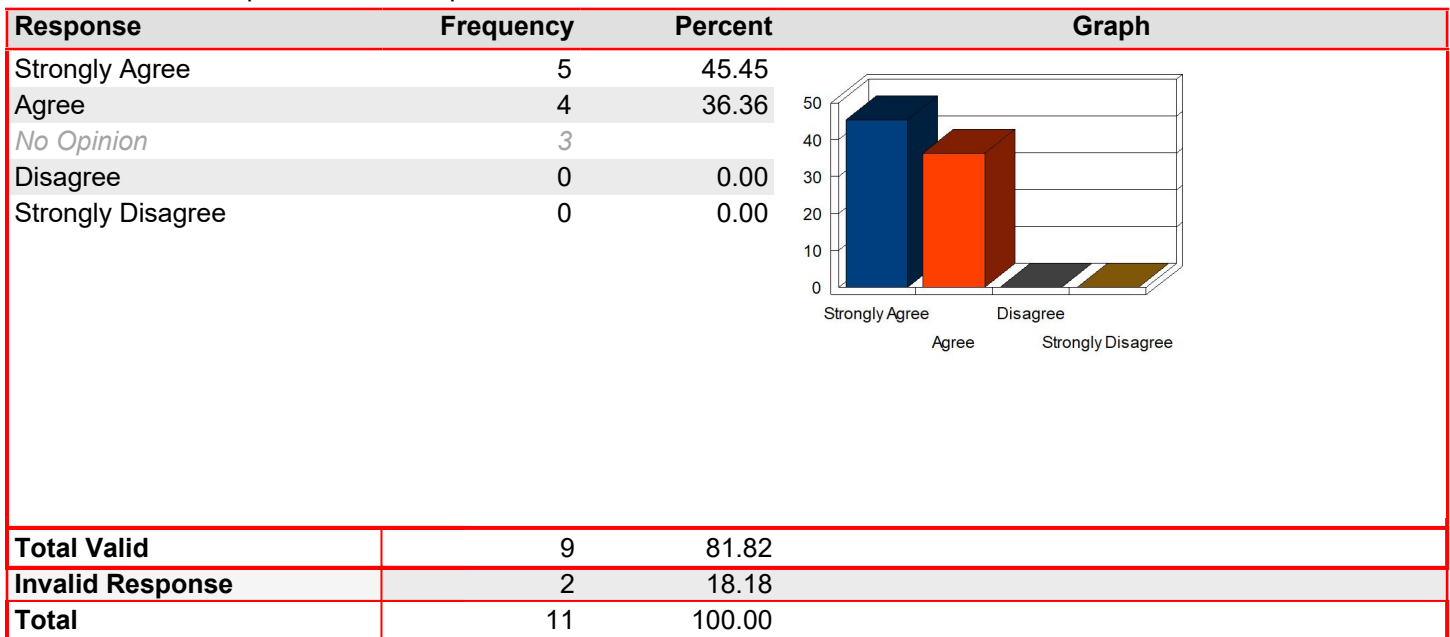 Response Frequency Percent Graph
Strongly Agree 5 45.45
Agree 4 36.36
No Opinion 3
Disagree 0 0.00
Strongly Disagree 0 0.00
50
40
30
20
10
0
Strongly Agree Disagree
Agree Strongly Disagree
Total Valid 9 81.82
Invalid Response 2 18.18
Total 11 100.00